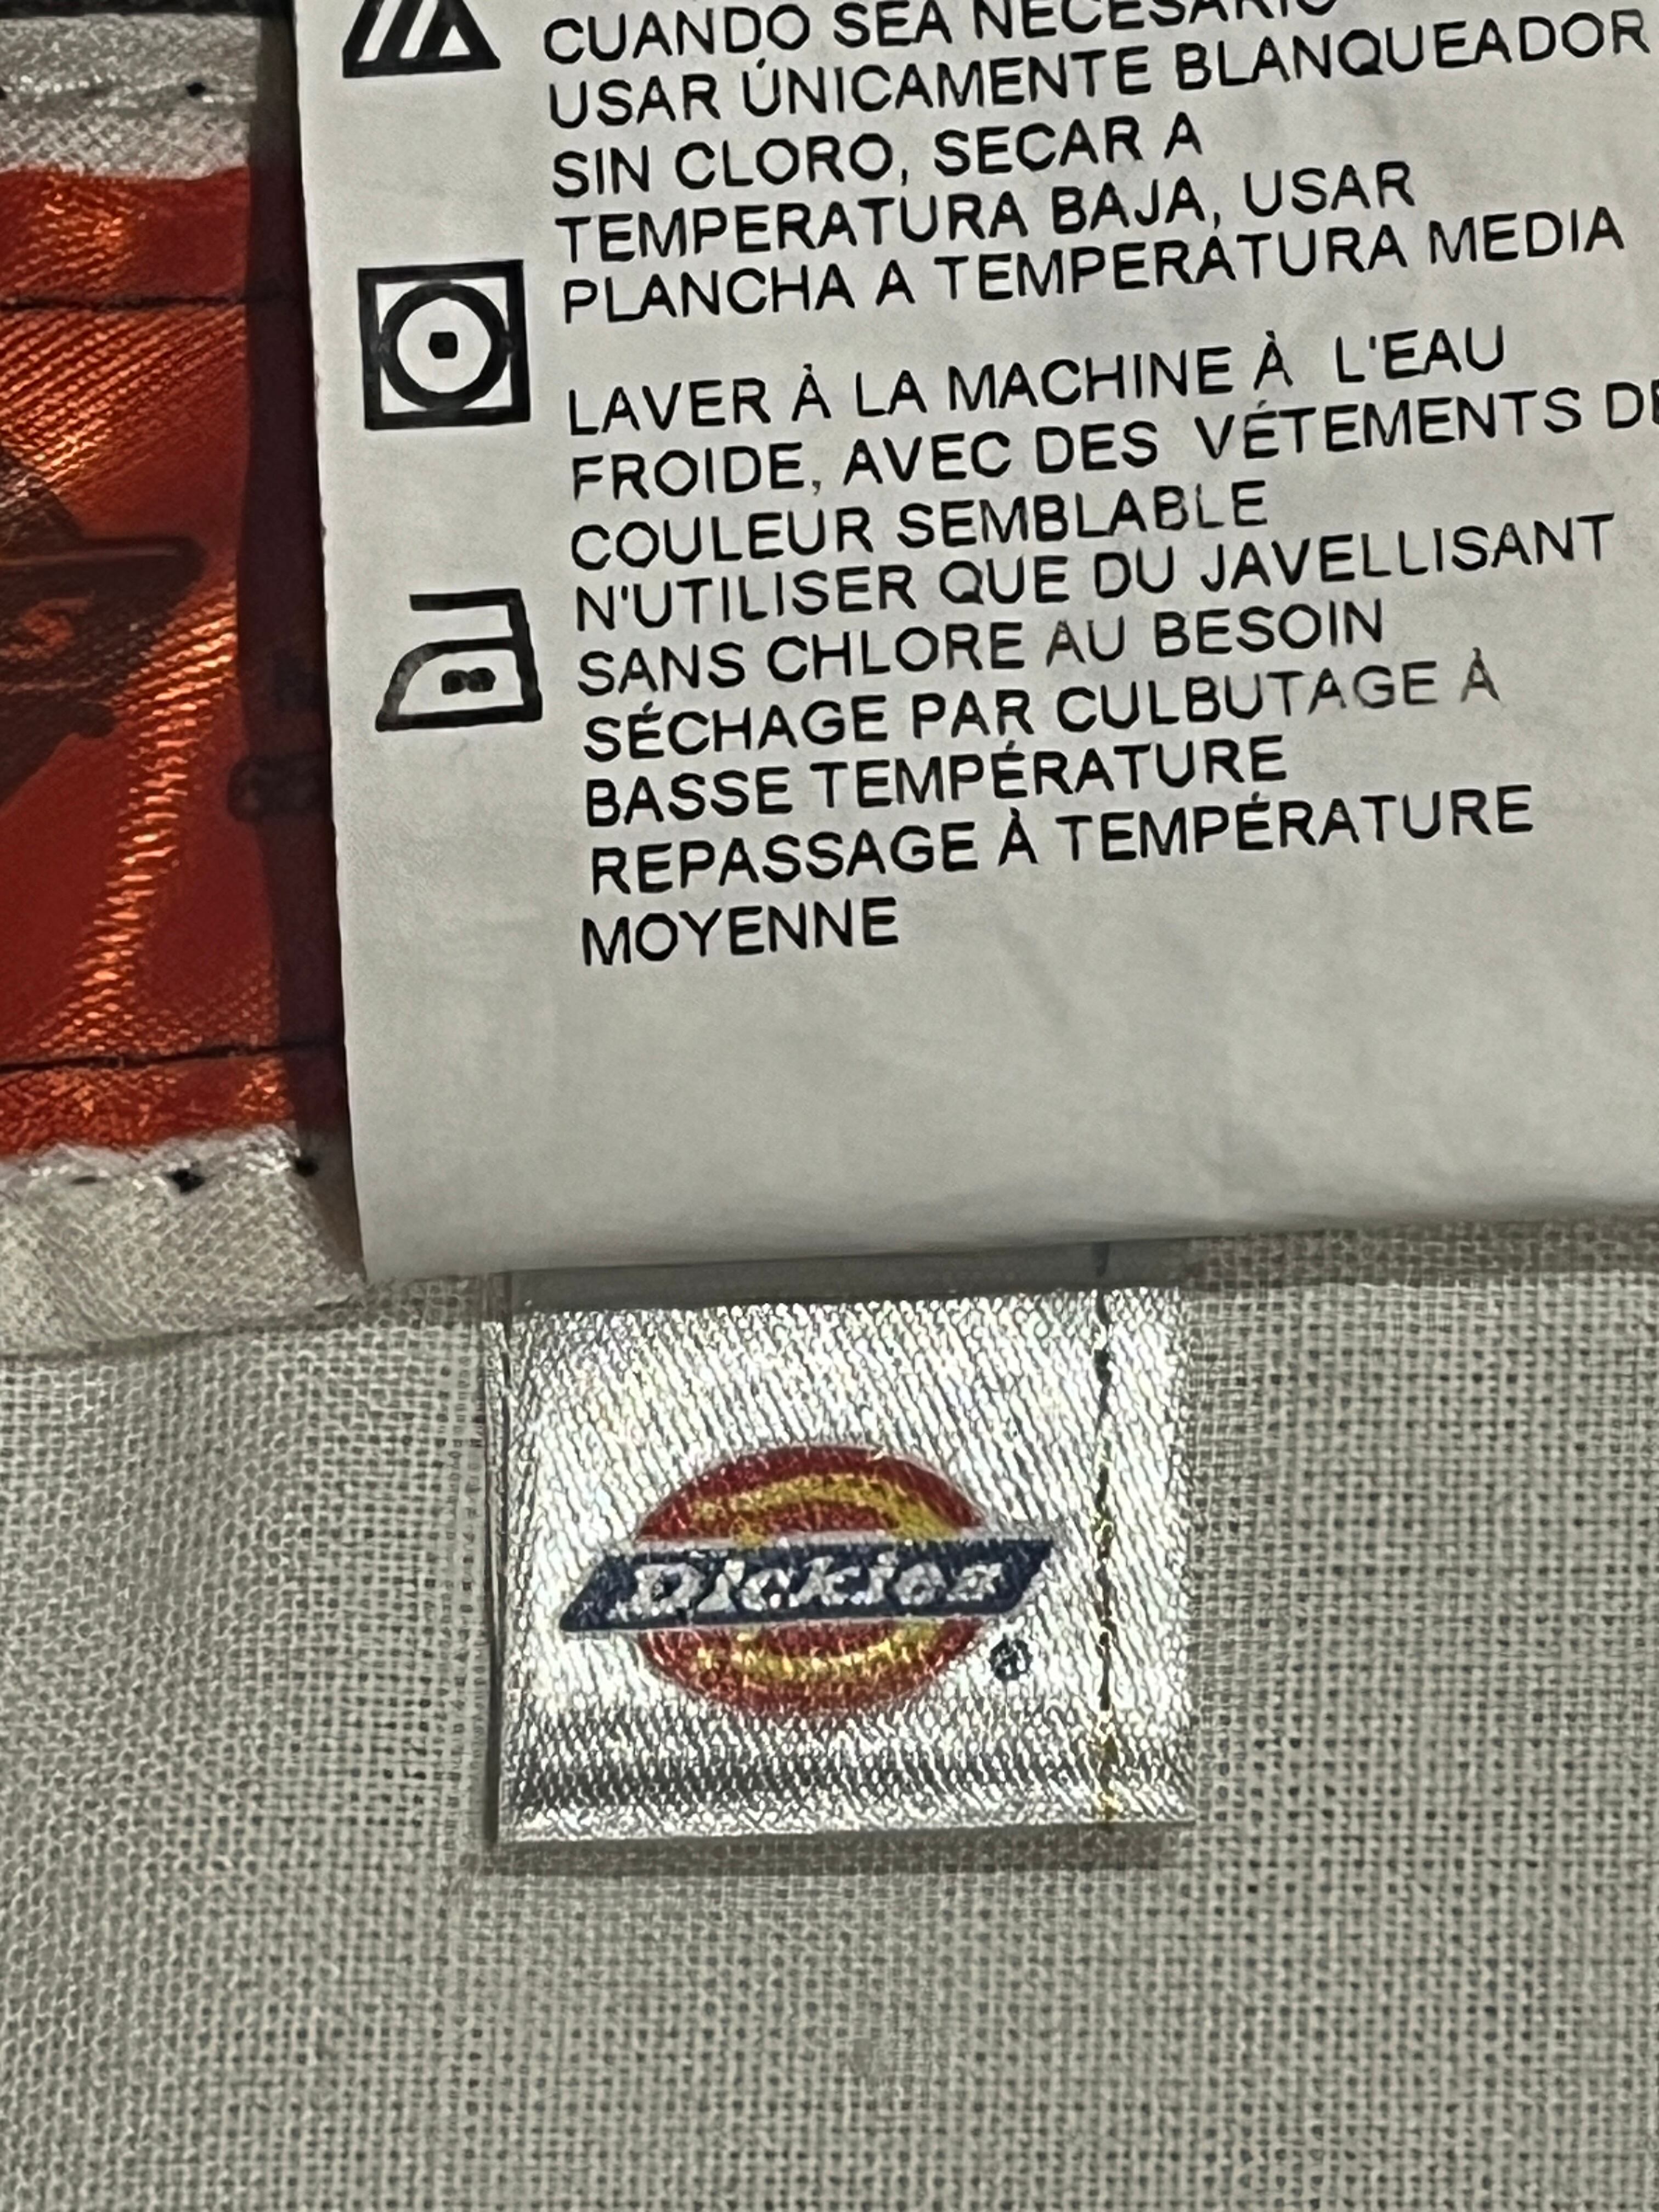 CUANDO SEA NECESARIO
USAR ÚNICAMENTE BLANQUEADOR
SIN CLORO, SECAR A
TEMPERATURA BAJA, USAR
PLANCHA A TEMPERATURA MEDIA
LAVER À LA MACHINE À L'EAU
FROIDE, AVEC DES VÉTEMENTS DE
COULEUR SEMBLABLE
N'UTILISER QUE DU JAVELLISANT
SANS CHLORE AU BESOIN
SÉCHAGE PAR CULBUTAGE À
BASSE TEMPÉRATURE
REPASSAGE À TEMPÉRATURE
MOYENNE
Dickies
®